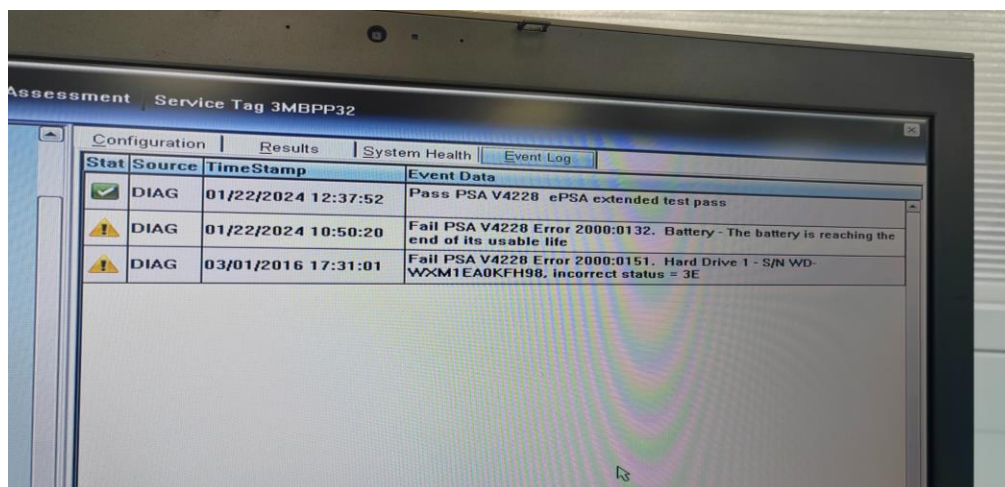 Assessment Service Tag 3MBPP32
Configuration Results System Health Event Log
Stat Source TimeStamp Event Data
DIAG 01/22/2024 12:37:52 Pass PSA V4228 ePSA extended test pass
DIAG 01/22/2024 10:50:20 Fail PSA V4228 Error 2000:0132. Battery - The battery is reaching the
end of its usable life
DIAG 03/01/2016 17:31:01 Fail PSA V4228 Error 2000:0151. Hard Drive 1 - S/N WD-
WXM1EA0KFH98, incorrect status = 3E